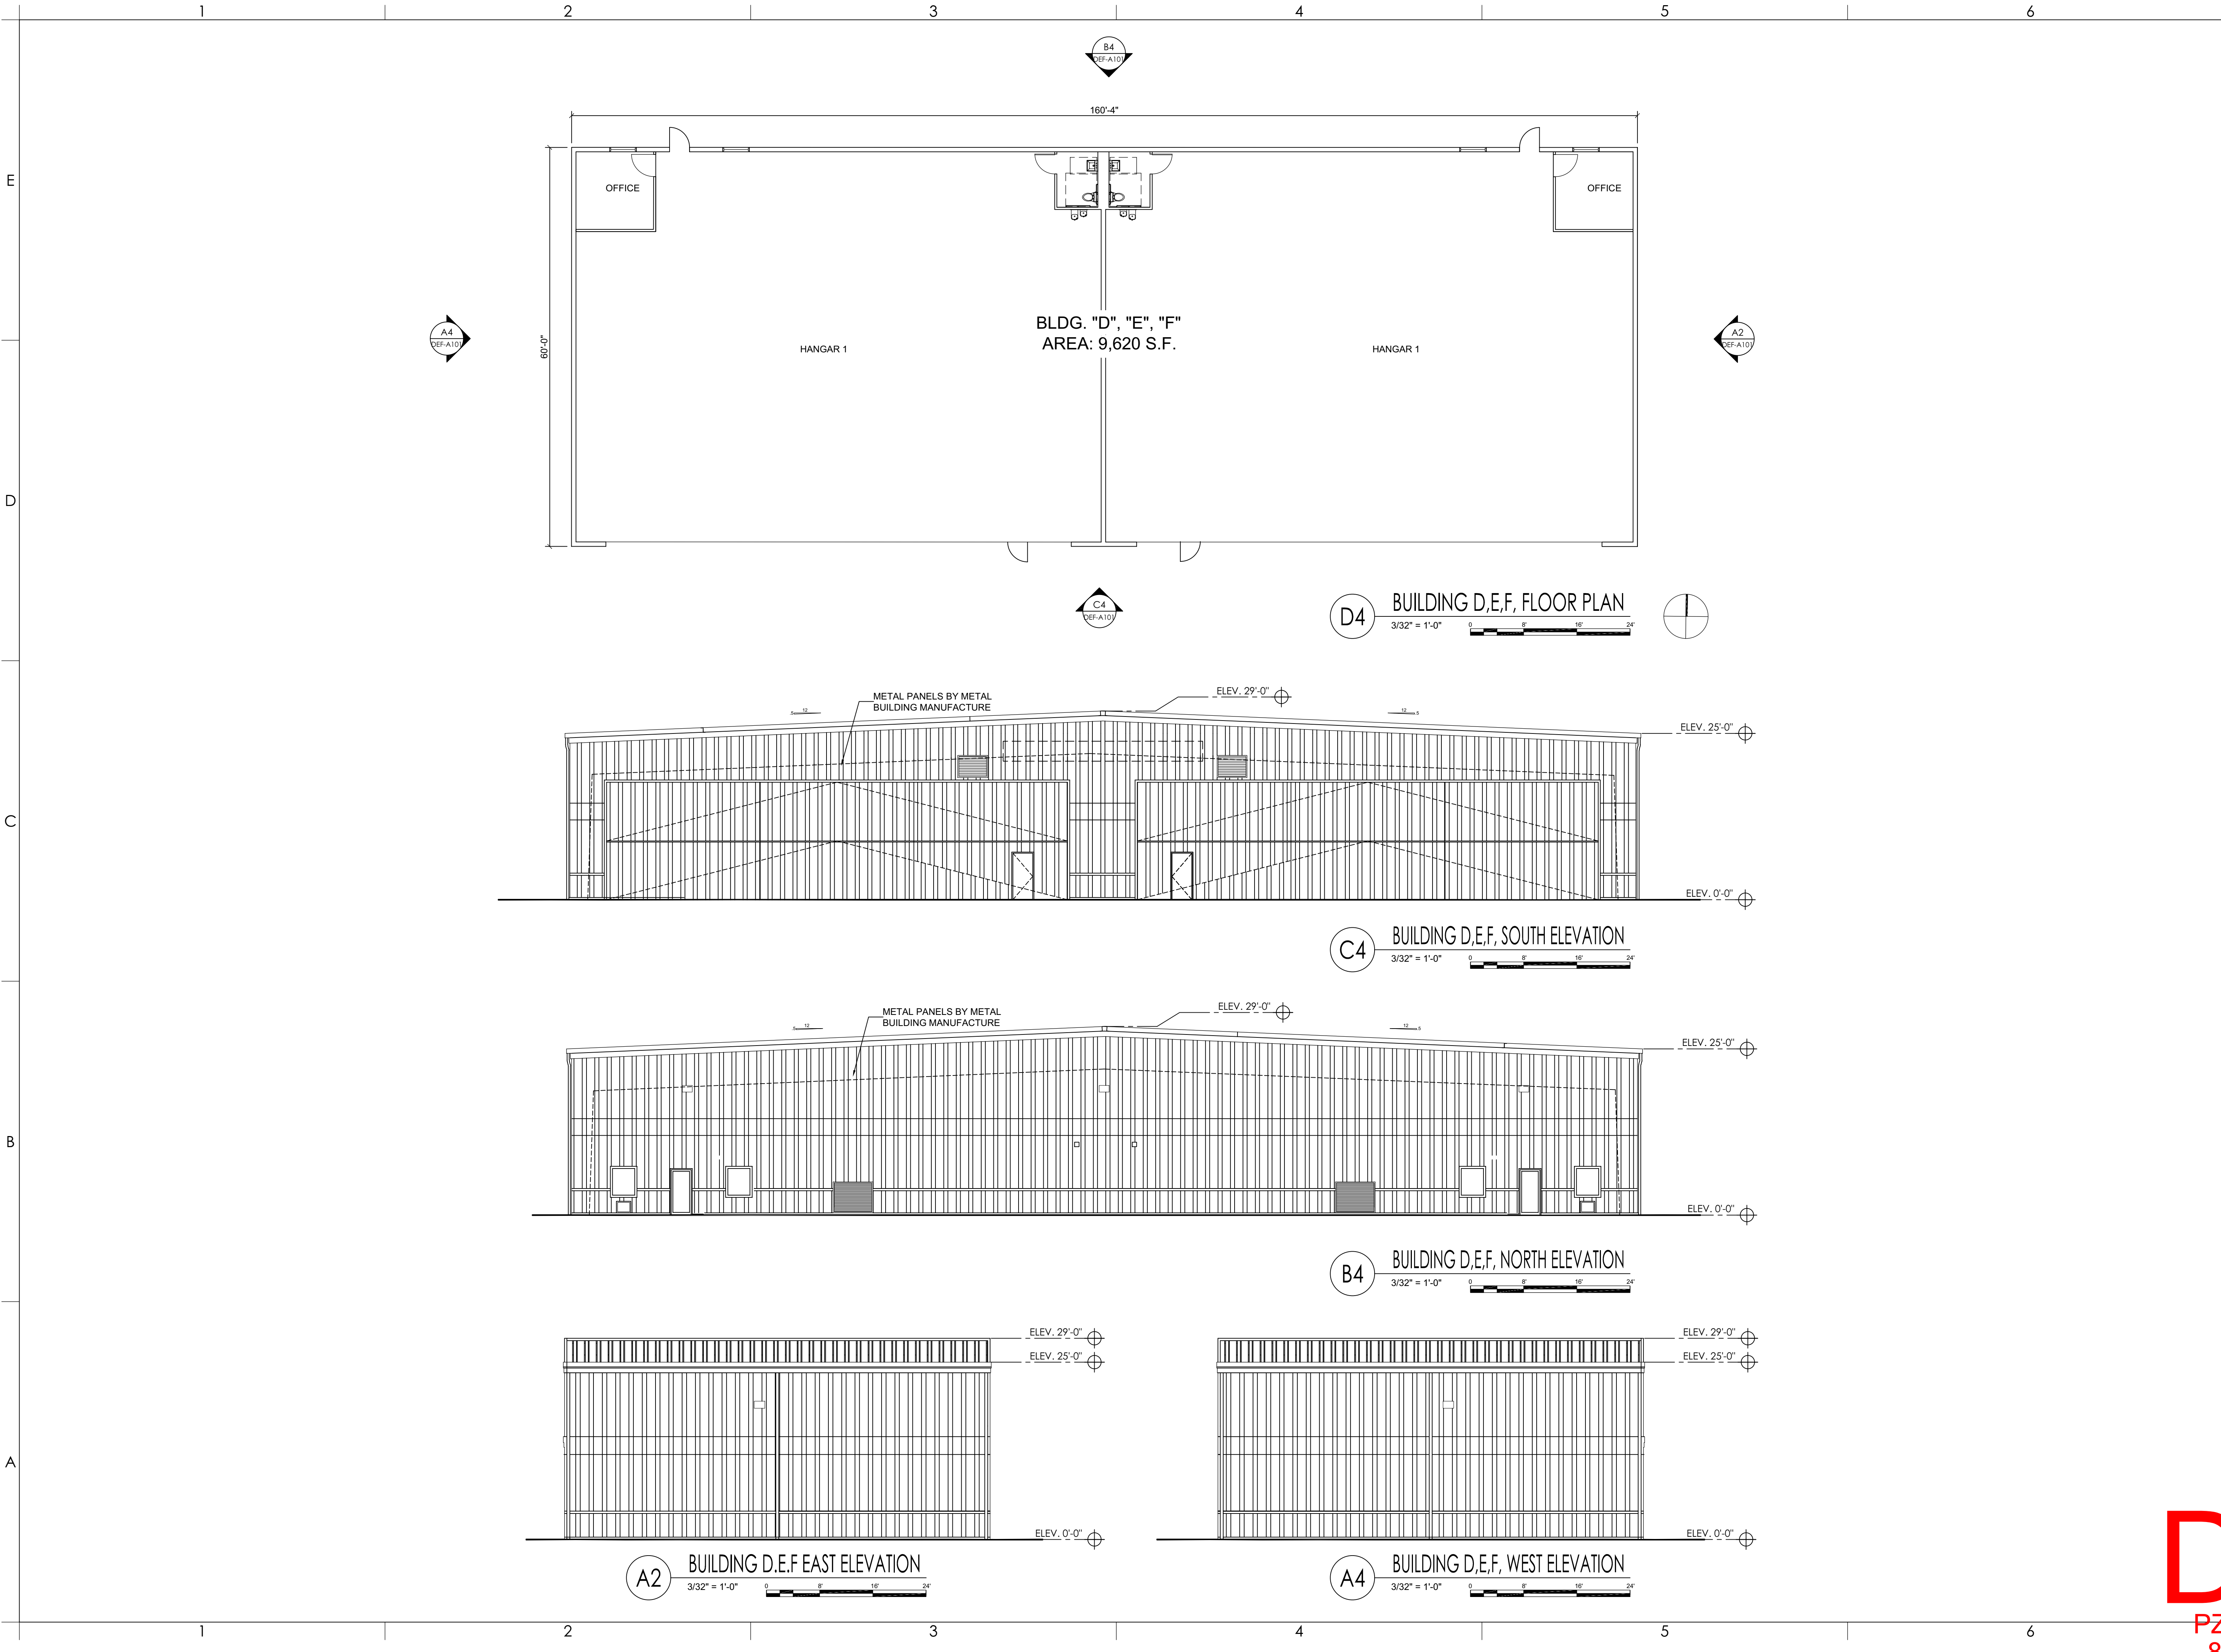 1 2 3 4 5 6
B4
DEF-A101
160'-4"
E
OFFICE
OFFICE
A4
DEF-A101
60'-0"
HANGAR 1
BLDG. "D", "E", "F"
AREA: 9,620 S.F.
HANGAR 1
A2
DEF-A101
D
C4
DEF-A101
D4
BUILDING D,E,F, FLOOR PLAN
3/32" = 1'-0"
0 8' 16' 24'
METAL PANELS BY METAL
BUILDING MANUFACTURE
ELEV. 29'-0"
12
.5
12
.5
ELEV. 25'-0"
C
ELEV. 0'-0"
C4
BUILDING D,E,F, SOUTH ELEVATION
3/32" = 1'-0"
0 8' 16' 24'
METAL PANELS BY METAL
BUILDING MANUFACTURE
ELEV. 29'-0"
12
.5
12
.5
ELEV. 25'-0"
B
ELEV. 0'-0"
B4
BUILDING D,E,F, NORTH ELEVATION
3/32" = 1'-0"
0 8' 16' 24'
ELEV. 29'-0"
ELEV. 25'-0"
ELEV. 29'-0"
ELEV. 25'-0"
A
ELEV. 0'-0"
ELEV. 0'-0"
A2
BUILDING D.E.F EAST ELEVATION
3/32" = 1'-0"
0 8' 16' 24'
A4
BUILDING D,E,F, WEST ELEVATION
3/32" = 1'-0"
0 8' 16' 24'
D
PZ
1 2 3 4 5 6